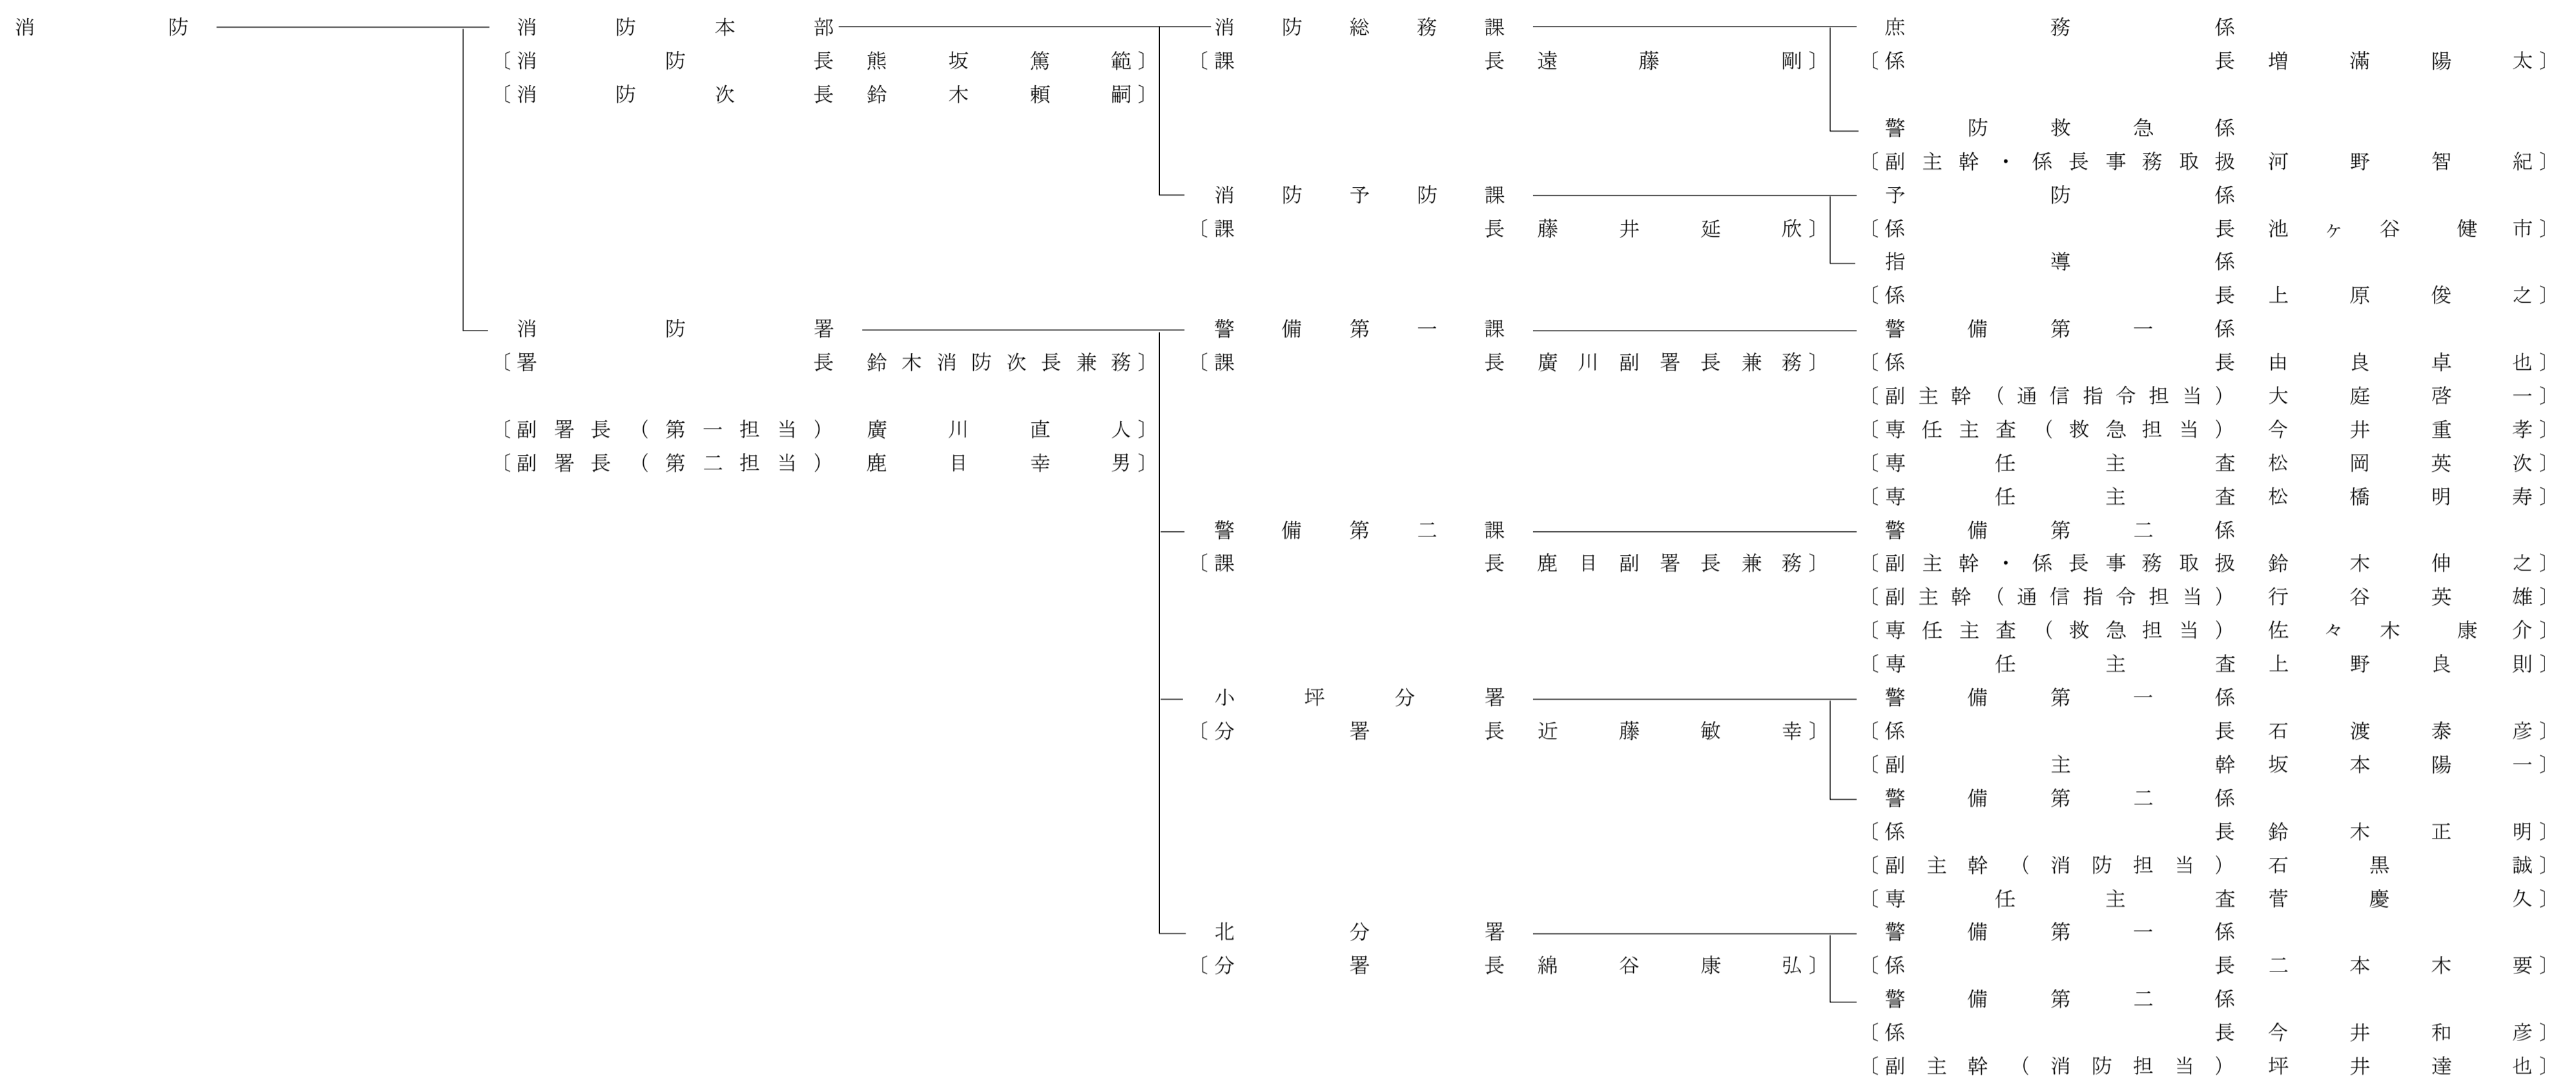 消防 消防本部 消防総務課 庶務係
〔消防長 熊坂篤範〕 〔課長 遠藤剛〕 〔係長 増滿陽太〕
〔消防次長 鈴木頼嗣〕
警防救急係
〔副主幹・係長事務取扱 河野智紀〕
消防予防課 予防係
〔課長 藤井延欣〕 〔係長 池ヶ谷健市〕
指導係
〔係長 上原俊之〕
消防署 警備第一課 警備第一係
〔署長 鈴木消防次長兼務〕 〔課長 廣川副署長兼務〕 〔係長 由良卓也〕
〔副主幹（通信指令担当） 大庭啓一〕
〔副署長（第一担当） 廣川直人〕 〔専任主査（救急担当） 今井重孝〕
〔副署長（第二担当） 鹿目幸男〕 〔専任主査 松岡英次〕
〔専任主査 松橋明寿〕
警備第二課 警備第二係
〔課長 鹿目副署長兼務〕 〔副主幹・係長事務取扱 鈴木伸之〕
〔副主幹（通信指令担当） 行谷英雄〕
〔専任主査（救急担当） 佐々木康介〕
〔専任主査 上野良則〕
小坪分署 警備第一係
〔分署長 近藤敏幸〕 〔係長 石渡泰彦〕
〔副主幹 坂本陽一〕
警備第二係
〔係長 鈴木正明〕
〔副主幹（消防担当） 石黒誠〕
〔専任主査 菅慶久〕
北分署 警備第一係
〔分署長 綿谷康弘〕 〔係長 二本木要〕
警備第二係
〔係長 今井和彦〕
〔副主幹（消防担当） 坪井達也〕